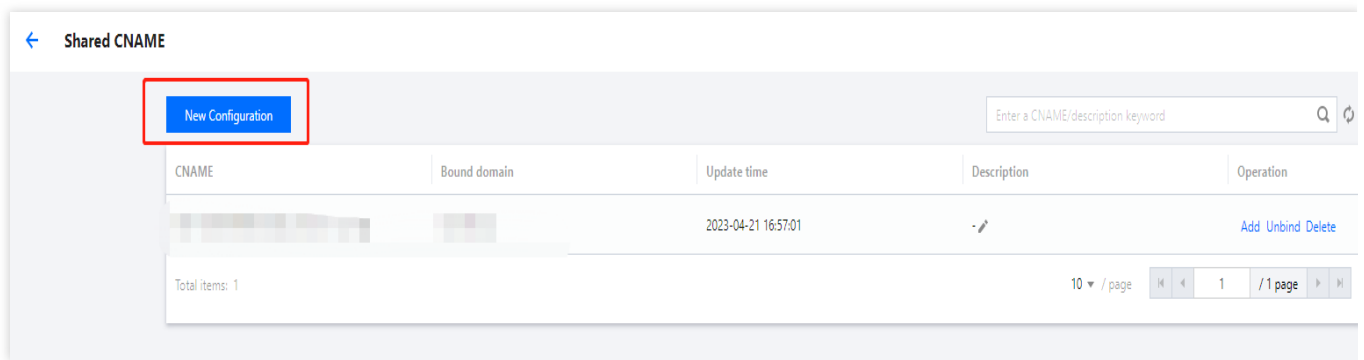 Shared CNAME
New Configuration
Enter a CNAME/description keyword
CNAME Bound domain Update time Description Operation
2023-04-21 16:57:01 - Add Unbind Delete
Total items: 1 10 / page 1 / 1 page